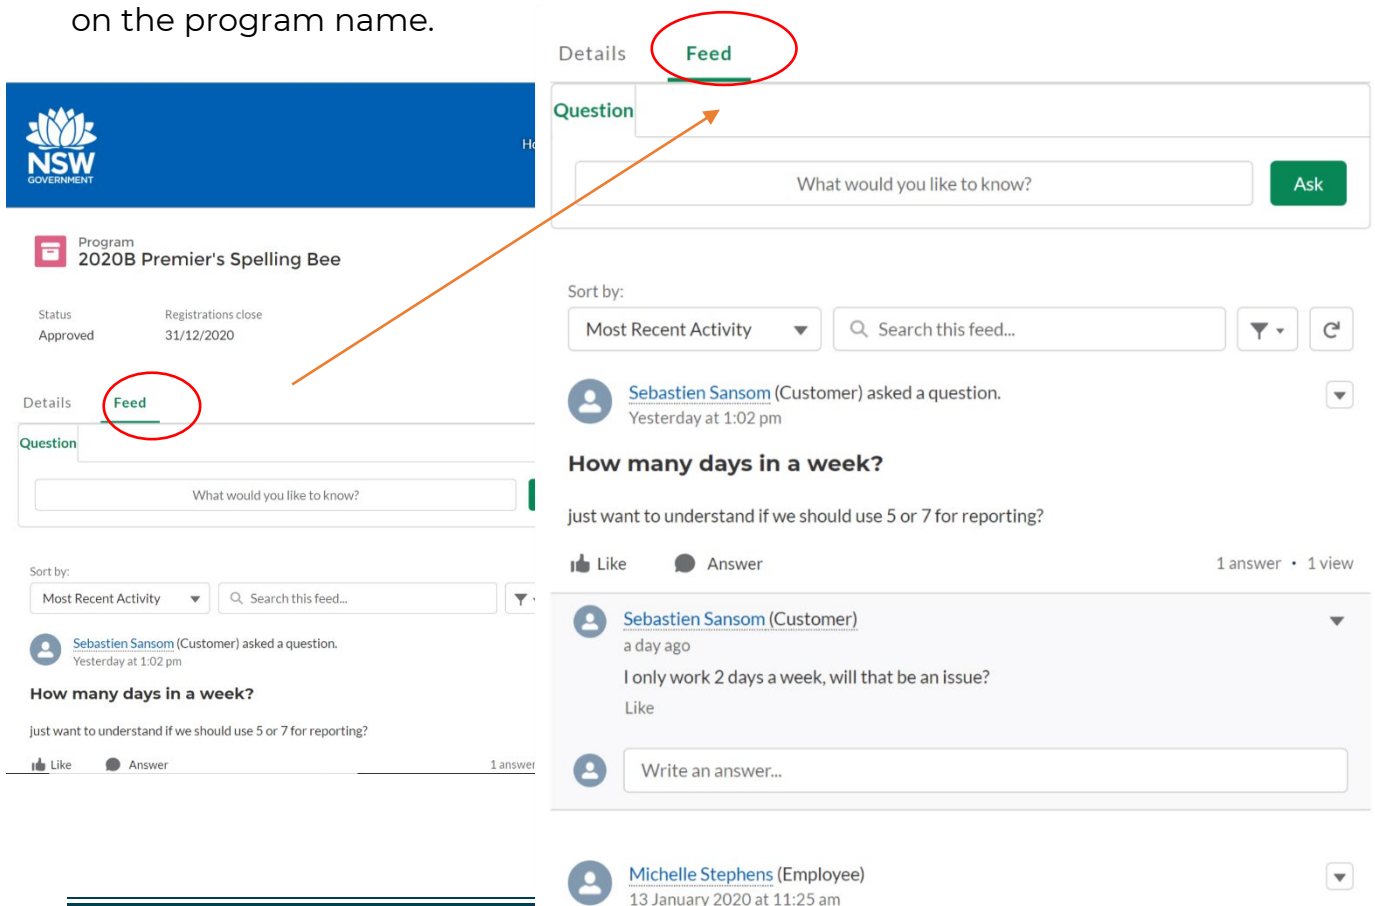 on the program name.
NSW
GOVERNMENT
Program
2020B Premier's Spelling Bee
Status
Registrations close
Approved
31/12/2020
Details
Feed
Question
What would you like to know?
Sort by:
Most Recent Activity
Search this feed...
Sebastien Sansom (Customer) asked a question.
Yesterday at 1:02 pm
How many days in a week?
just want to understand if we should use 5 or 7 for reporting?
Like
Answer
1 answer
Details
Feed
Question
What would you like to know?
Ask
Sort by:
Most Recent Activity
Search this feed...
Sebastien Sansom (Customer) asked a question.
Yesterday at 1:02 pm
How many days in a week?
just want to understand if we should use 5 or 7 for reporting?
Like
Answer
1 answer • 1 view
Sebastien Sansom (Customer)
a day ago
I only work 2 days a week, will that be an issue?
Like
Write an answer...
Michelle Stephens (Employee)
13 January 2020 at 11:25 am